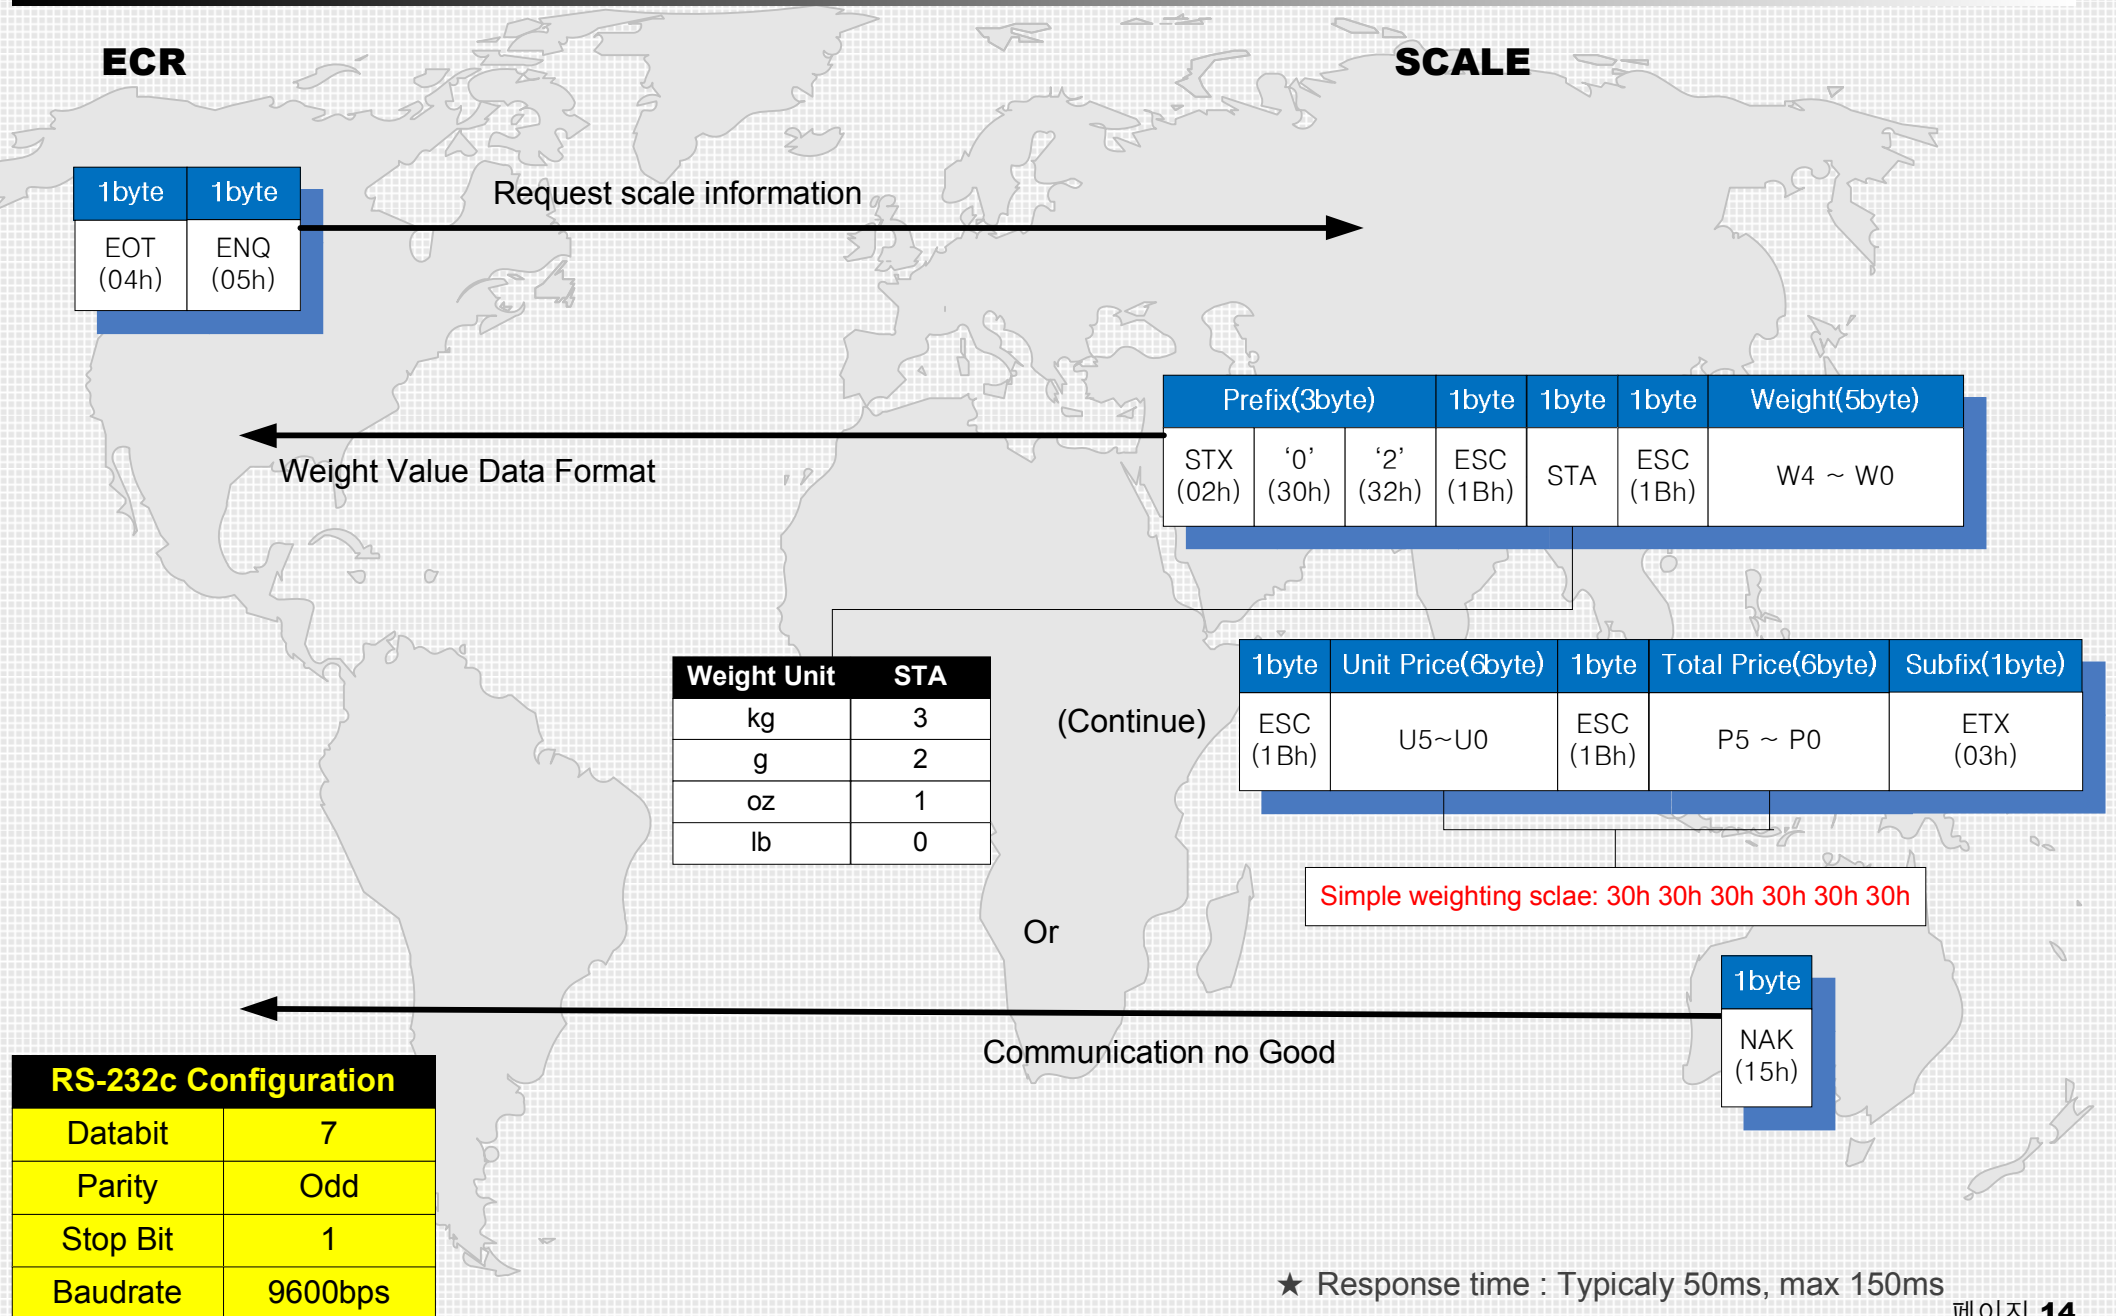 ECR
SCALE
1byte 1byte
EOT (04h) ENQ (05h)
Request scale information
Prefix(3byte) 1byte 1byte 1byte Weight(5byte)
STX (02h) ‘0’ (30h) ‘2’ (32h) ESC (1Bh) STA ESC (1Bh) W4 ~ W0
Weight Value Data Format
Weight Unit STA
kg 3
g 2
oz 1
lb 0
(Continue)
1byte Unit Price(6byte) 1byte Total Price(6byte) Subfix(1byte)
ESC (1Bh) U5~U0 ESC (1Bh) P5 ~ P0 ETX (03h)
Simple weighting sclae: 30h 30h 30h 30h 30h 30h
Or
1byte
NAK (15h)
Communication no Good
RS-232c Configuration
Databit 7
Parity Odd
Stop Bit 1
Baudrate 9600bps
★ Response time : Typicaly 50ms, max 150ms
페이지 14